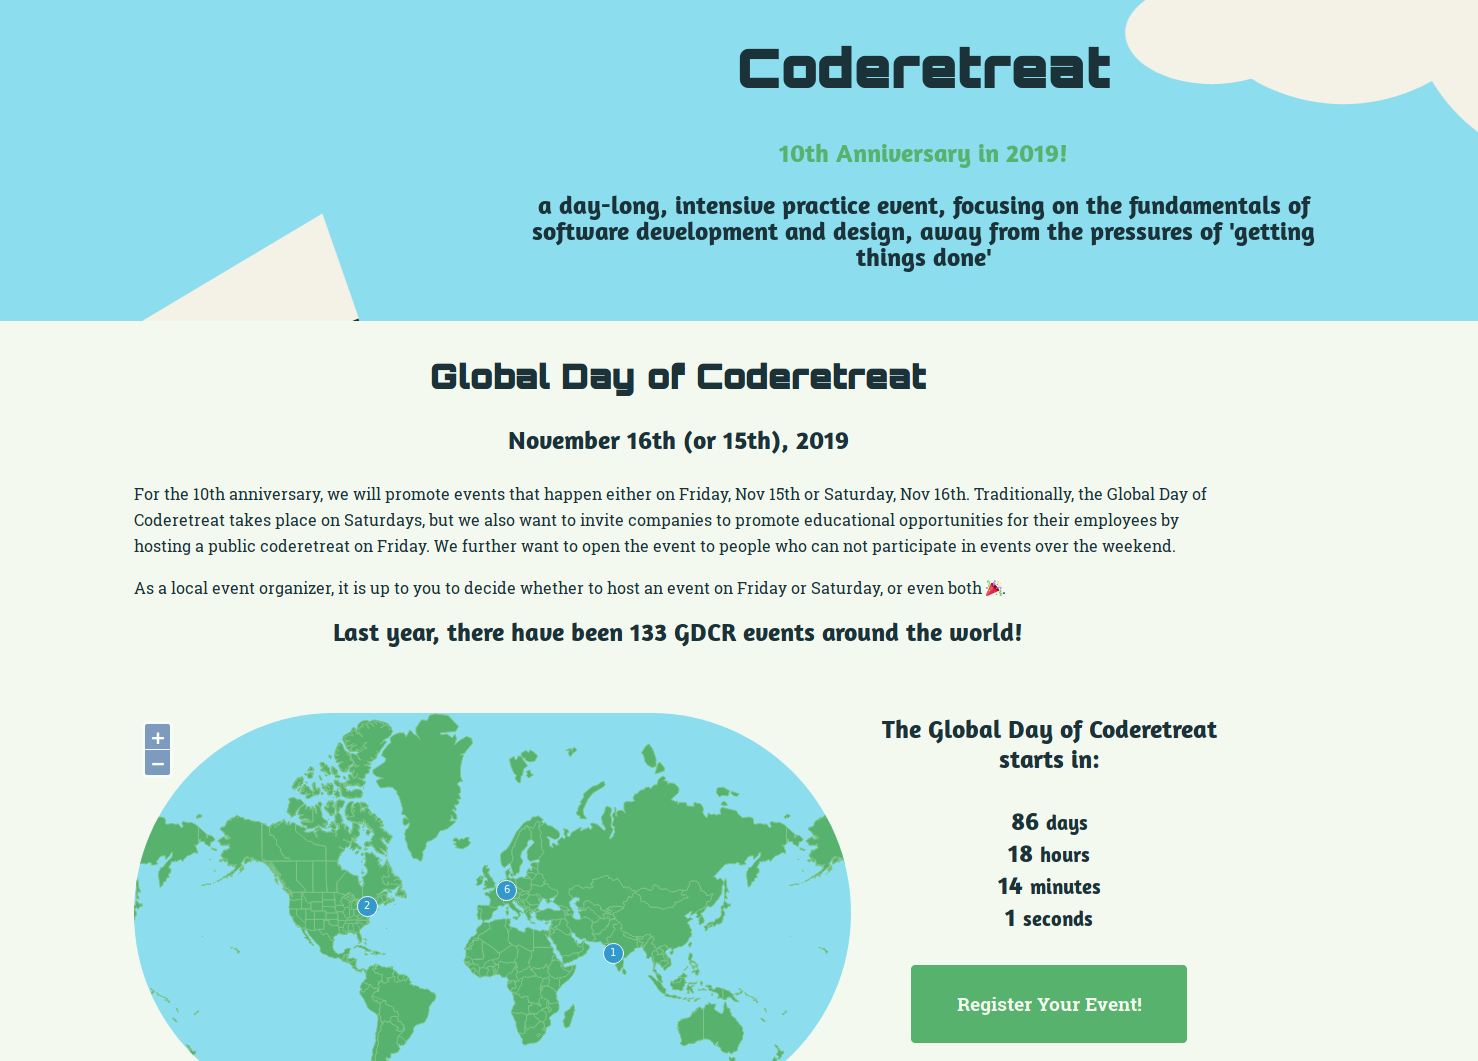 Coderetreat
10th Anniversary in 2019!
a day-long, intensive practice event, focusing on the fundamentals of
software development and design, away from the pressures of 'getting
things done'
Global Day of Coderetreat
November 16th (or 15th), 2019
For the 10th anniversary, we will promote events that happen either on Friday, Nov 15th or Saturday, Nov 16th. Traditionally, the Global Day of
Coderetreat takes place on Saturdays, but we also want to invite companies to promote educational opportunities for their employees by
hosting a public coderetreat on Friday. We further want to open the event to people who can not participate in events over the weekend.
As a local event organizer, it is up to you to decide whether to host an event on Friday or Saturday, or even both 🎉.
Last year, there have been 133 GDCR events around the world!
+
−
6
2
1
The Global Day of Coderetreat
starts in:
86 days
18 hours
14 minutes
1 seconds
Register Your Event!